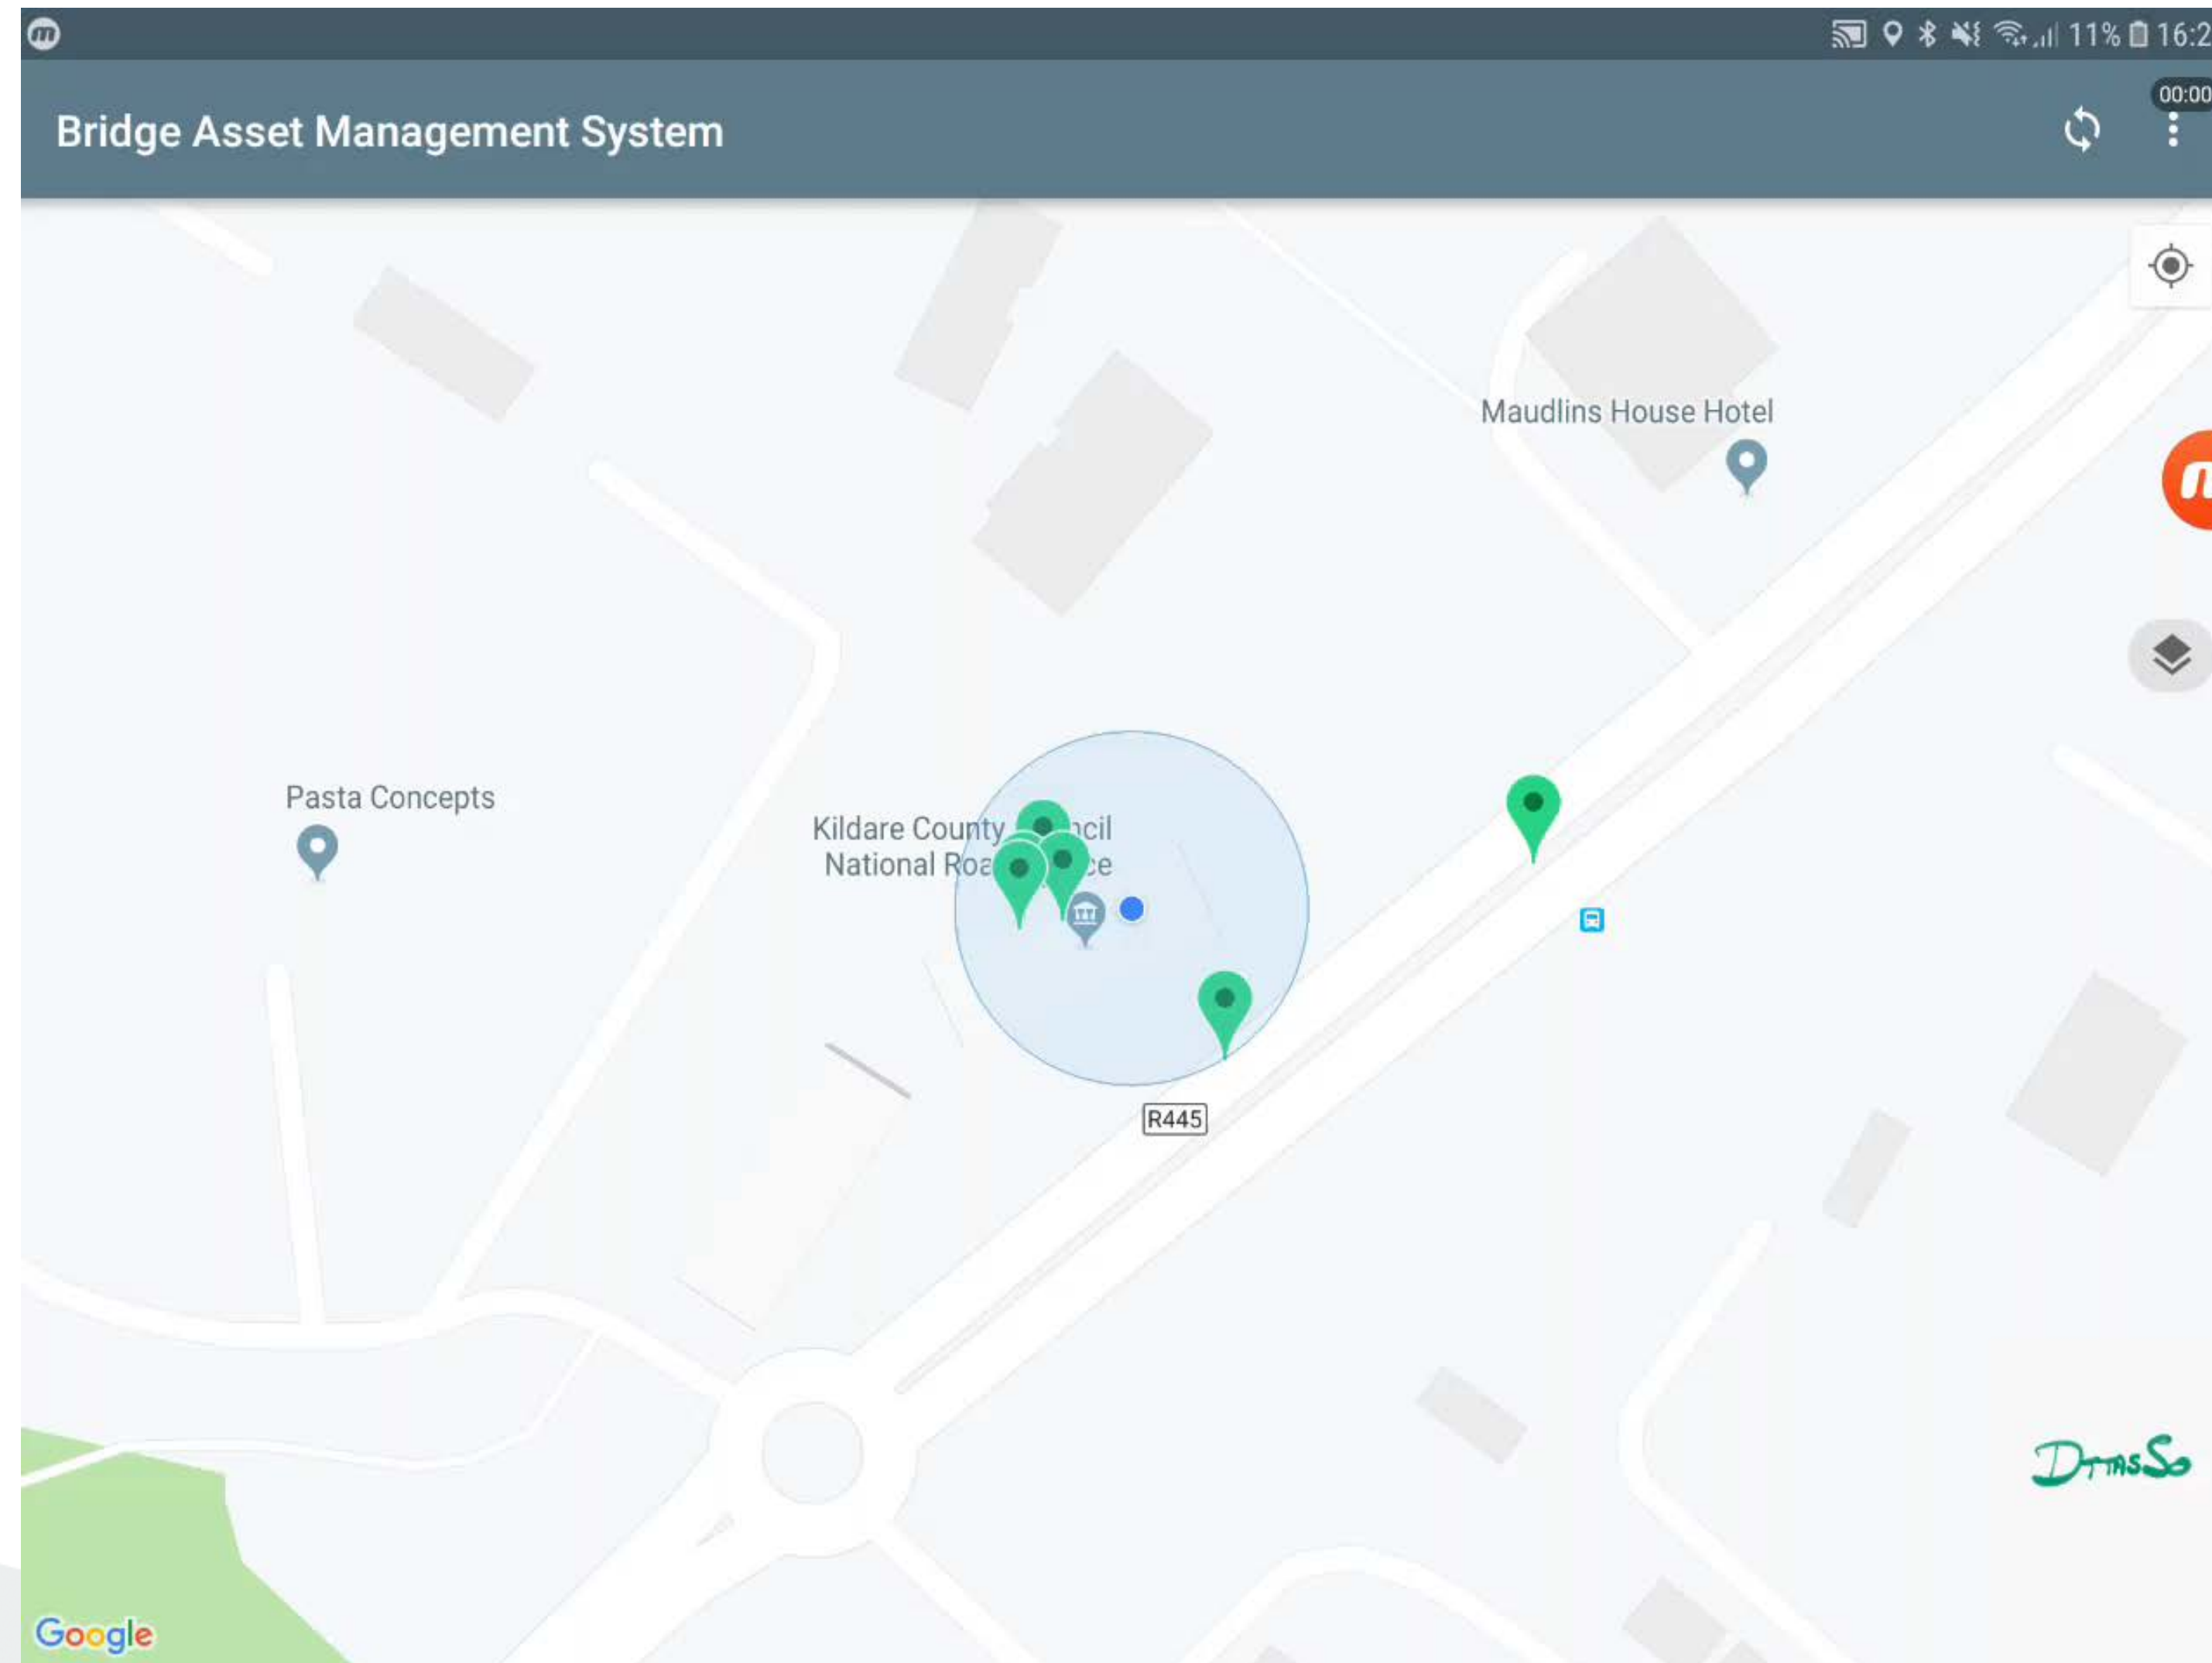 11% 16:2
00:00
Bridge Asset Management System
Maudlins House Hotel
Pasta Concepts
Kildare County
National
R445
Google